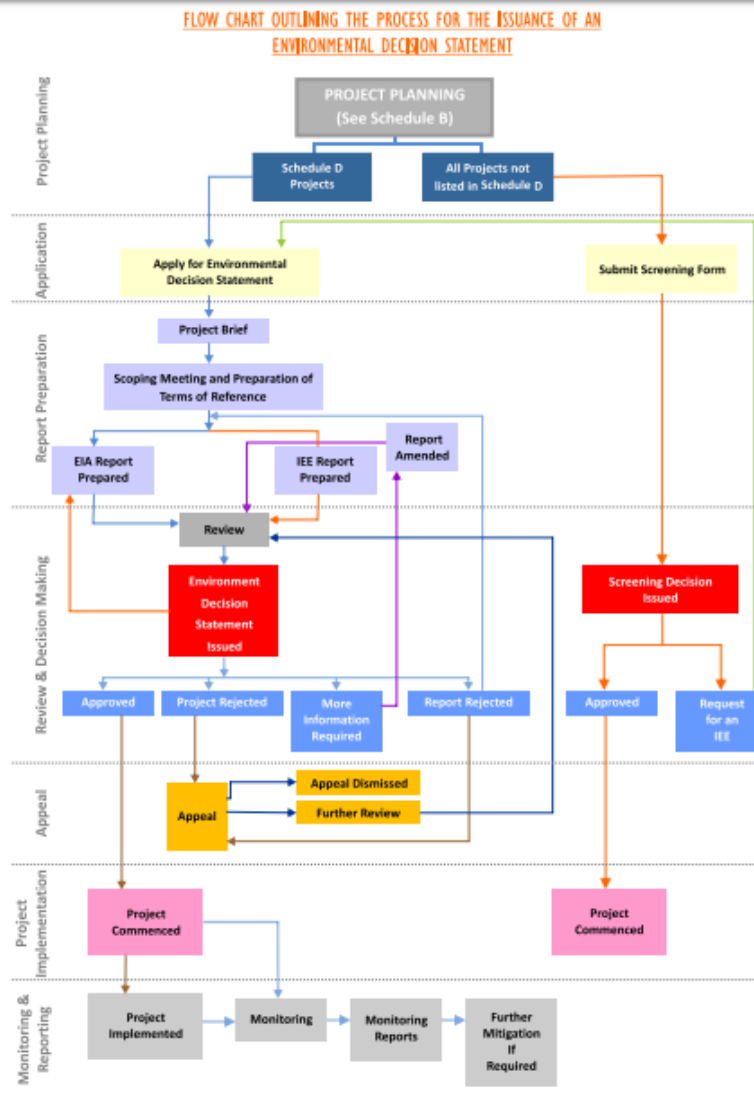 FLOW CHART OUTLINING THE PROCESS FOR THE ISSUANCE OF AN
ENVIRONMENTAL DECISION STATEMENT
Project Planning
PROJECT PLANNING
(See Schedule B)
Schedule D
Projects
All Projects not
listed in Schedule D
Application
Apply for Environmental
Decision Statement
Submit Screening Form
Report Preparation
Project Brief
Scoping Meeting and Preparation of
Terms of Reference
EIA Report
Prepared
IEE Report
Prepared
Report
Amended
Review & Decision Making
Review
Environment
Decision
Statement
Issued
Screening Decision
Issued
Approved
Project Rejected
More
Information
Required
Report Rejected
Approved
Request
for an
IEE
Appeal
Appeal
Appeal Dismissed
Further Review
Project
Implementation
Project
Commenced
Project
Commenced
Monitoring &
Reporting
Project
Implemented
Monitoring
Monitoring
Reports
Further
Mitigation
If
Required